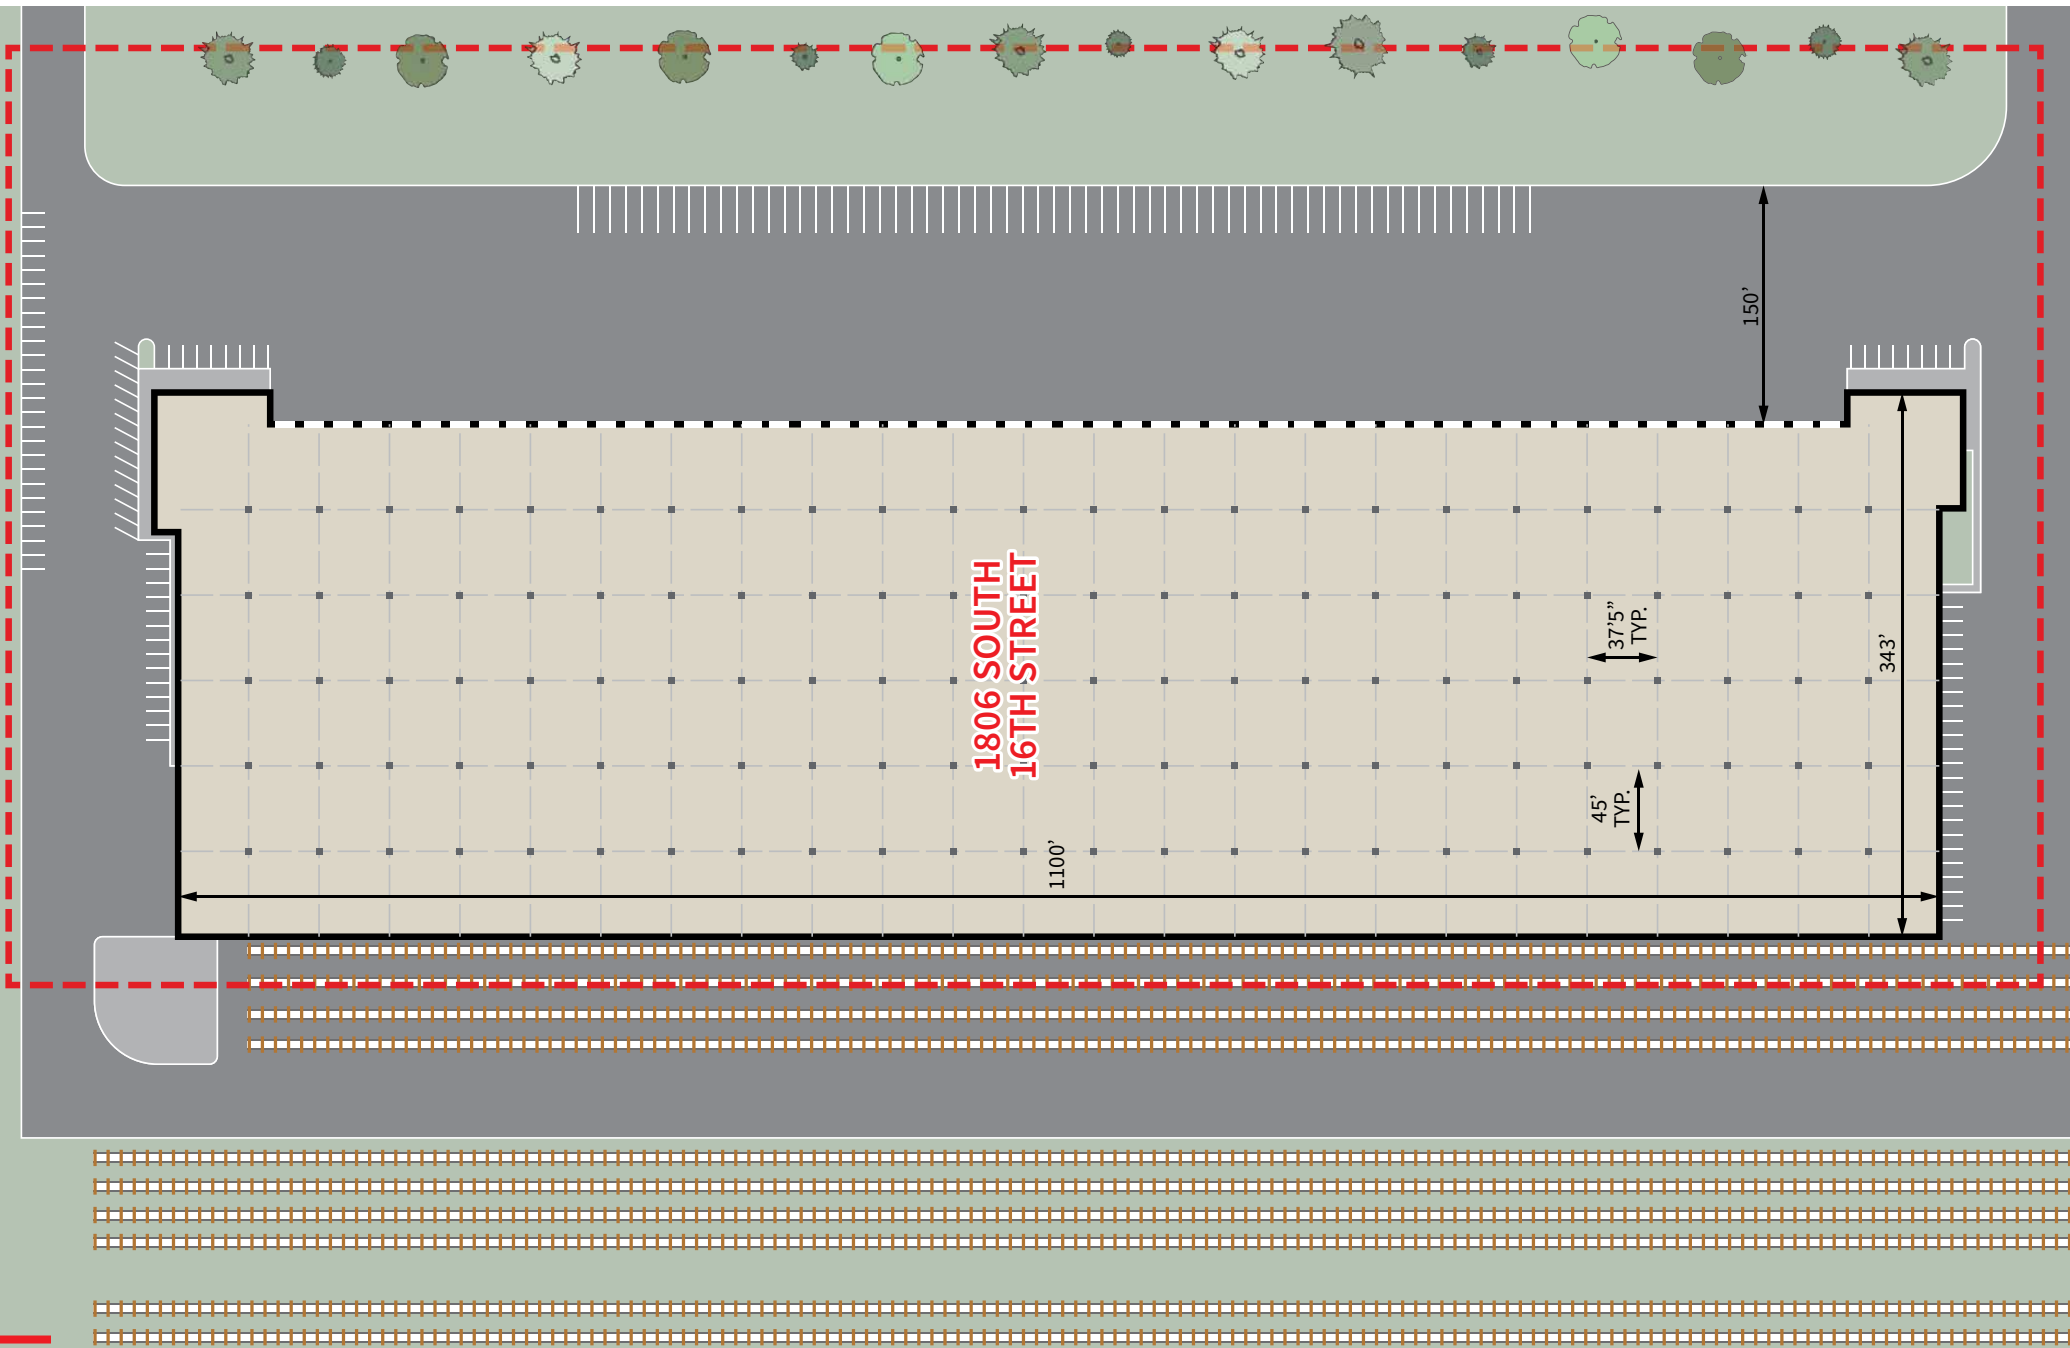 150’
1806 SOUTH
16TH STREET
37’5”
TYP.
343’
45’
TYP.
1100’